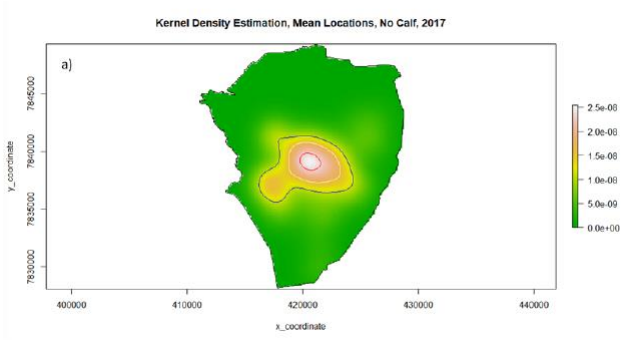 Kernel Density Estimation, Mean Locations, No Calf, 2017
a)
y_coordinate
7845000
7840000
7835000
7830000
2.5e-08
2.0e-08
1.5e-08
1.0e-08
5.0e-09
0.0e+00
400000 410000 420000 430000 440000
x_coordinate